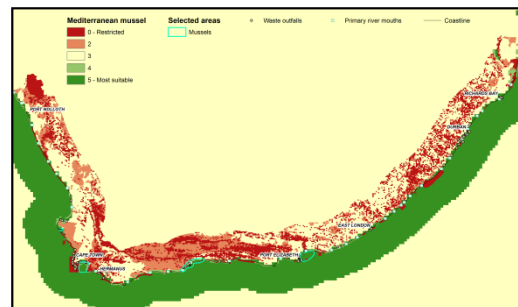 Mediterranean mussel
0 - Restricted
2
3
4
5 - Most suitable
Selected areas
Mussels
Waste outfalls
Primary river mouths
Coastline
PORT NOLLOTH
RICHARDS BAY
DURBAN
EAST LONDON
PORT ELIZABETH
CAPE TOWN
HERMANUS